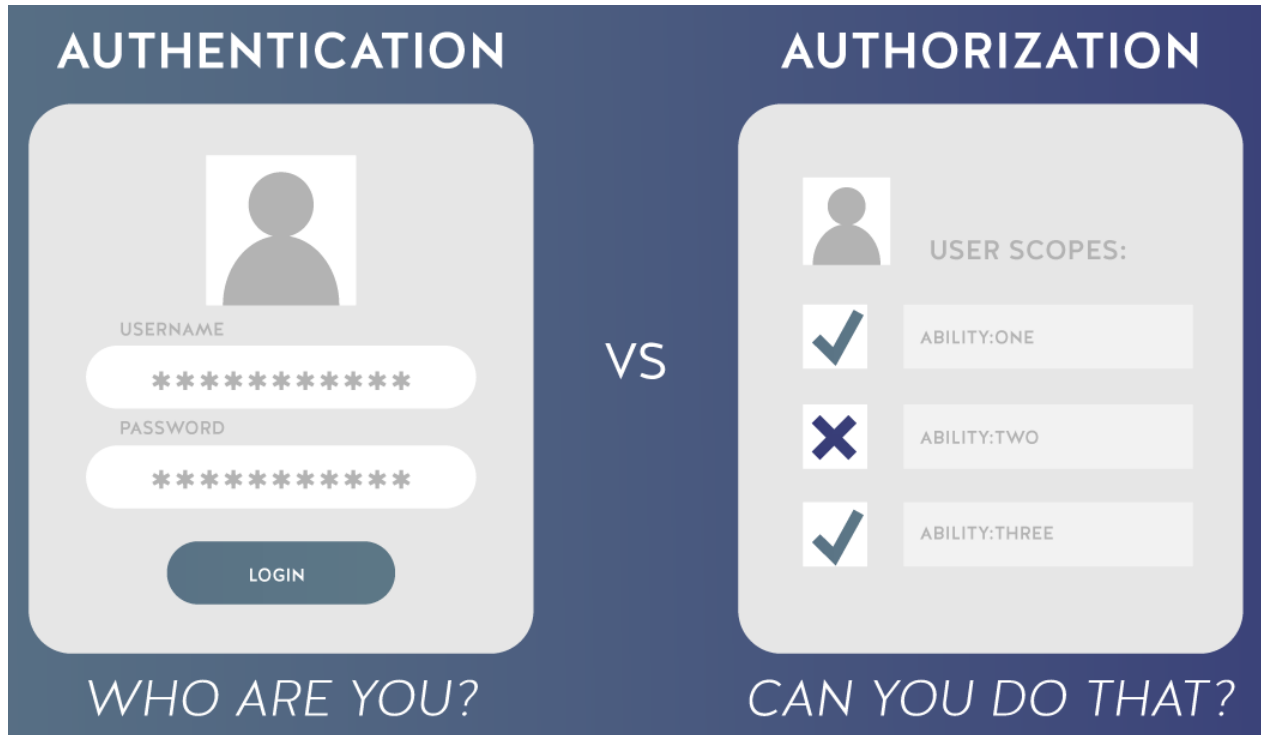 AUTHENTICATION
USERNAME
***********
PASSWORD
***********
LOGIN
WHO ARE YOU?
VS
AUTHORIZATION
USER SCOPES:
ABILITY:ONE
ABILITY:TWO
ABILITY:THREE
CAN YOU DO THAT?